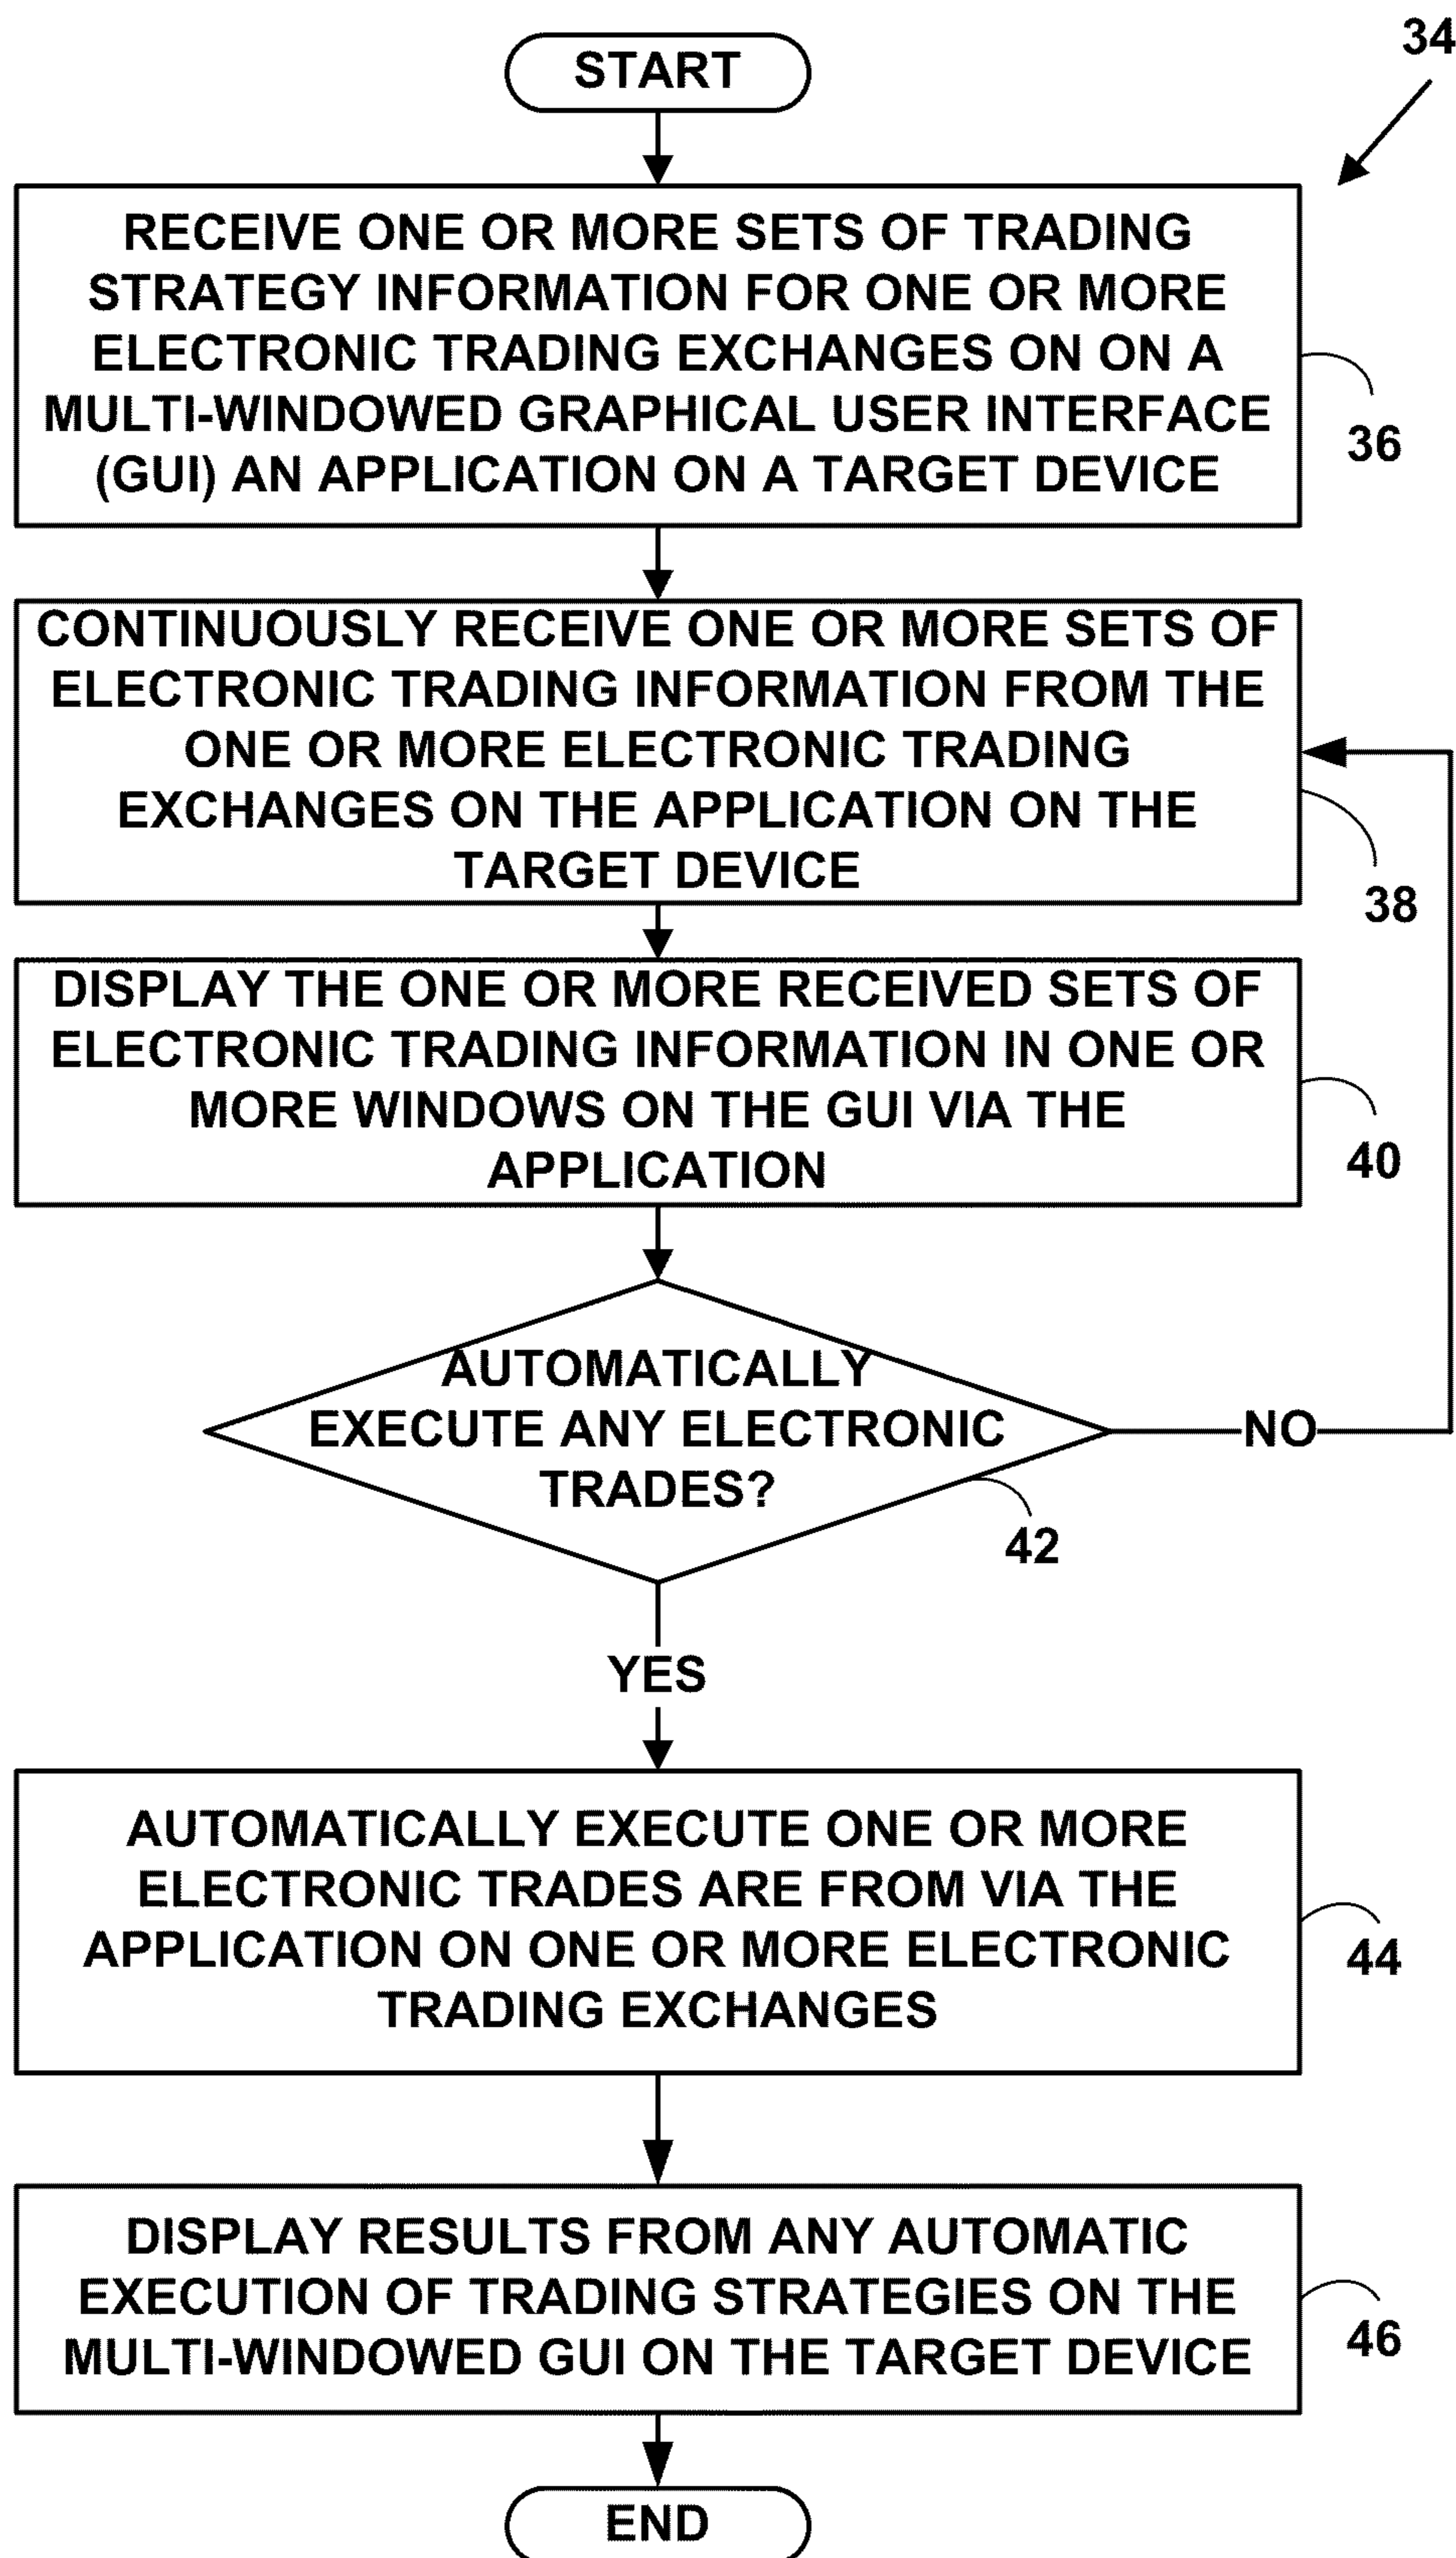 START
34
RECEIVE ONE OR MORE SETS OF TRADING
STRATEGY INFORMATION FOR ONE OR MORE
ELECTRONIC TRADING EXCHANGES ON ON A
MULTI-WINDOWED GRAPHICAL USER INTERFACE
(GUI) AN APPLICATION ON A TARGET DEVICE
36
CONTINUOUSLY RECEIVE ONE OR MORE SETS OF
ELECTRONIC TRADING INFORMATION FROM THE
ONE OR MORE ELECTRONIC TRADING
EXCHANGES ON THE APPLICATION ON THE
TARGET DEVICE
38
DISPLAY THE ONE OR MORE RECEIVED SETS OF
ELECTRONIC TRADING INFORMATION IN ONE OR
MORE WINDOWS ON THE GUI VIA THE
APPLICATION
40
AUTOMATICALLY
EXECUTE ANY ELECTRONIC
TRADES?
NO
42
YES
AUTOMATICALLY EXECUTE ONE OR MORE
ELECTRONIC TRADES ARE FROM VIA THE
APPLICATION ON ONE OR MORE ELECTRONIC
TRADING EXCHANGES
44
DISPLAY RESULTS FROM ANY AUTOMATIC
EXECUTION OF TRADING STRATEGIES ON THE
MULTI-WINDOWED GUI ON THE TARGET DEVICE
46
END